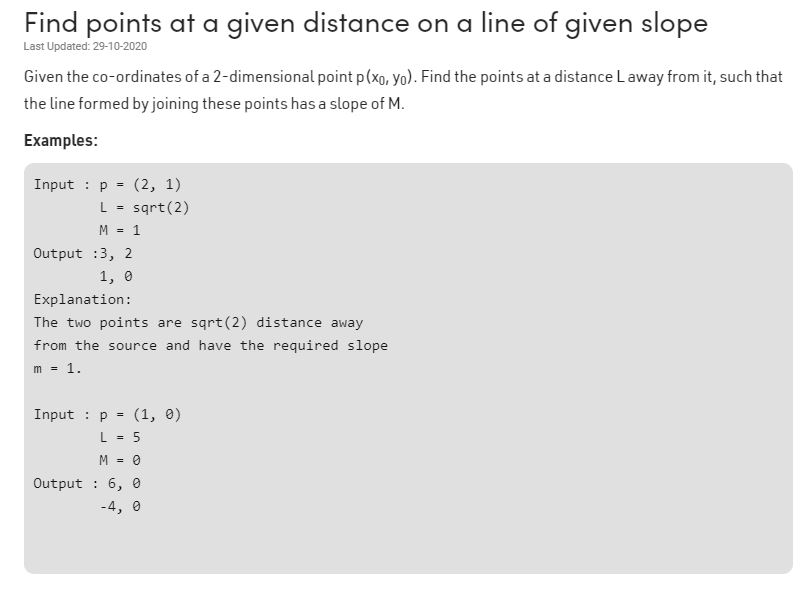 Find points at a given distance on a line of given slope
Last Updated: 29-10-2020
Given the co-ordinates of a 2-dimensional point p(x₀, y₀). Find the points at a distance L away from it, such that
the line formed by joining these points has a slope of M.
Examples:
Input : p = (2, 1)
L = sqrt(2)
M = 1
Output :3, 2
1, 0
Explanation:
The two points are sqrt(2) distance away
from the source and have the required slope
m = 1.
Input : p = (1, 0)
L = 5
M = 0
Output : 6, 0
-4, 0